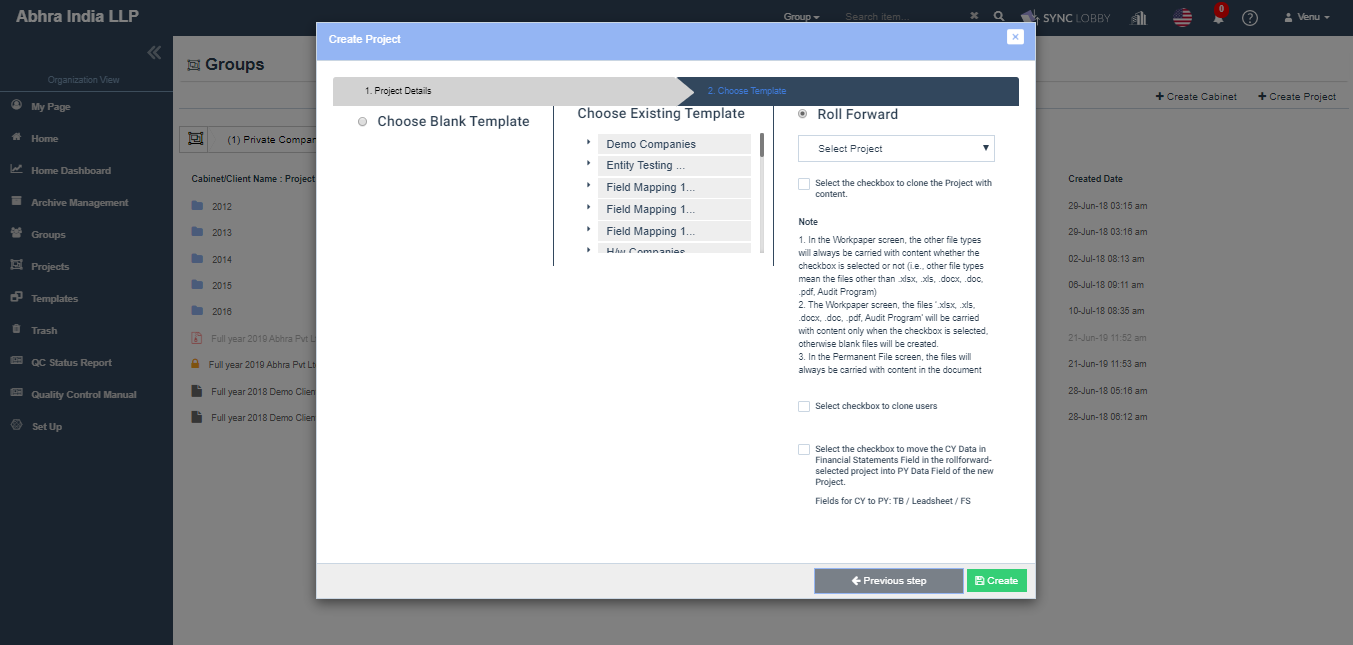 Abhra India LLP
Group
Search item...
SYNC LOBBY
0
Venu
Organization View
My Page
Home
Home Dashboard
Archive Management
Groups
Projects
Templates
Trash
QC Status Report
Quality Control Manual
Set Up
Groups
Create Cabinet
Create Project
(1) Private Compan
Cabinet/Client Name : Project
Created Date
2012
29-Jun-18 03:15 am
2013
29-Jun-18 03:16 am
2014
02-Jul-18 08:13 am
2015
06-Jul-18 09:11 am
2016
10-Jul-18 08:35 am
Full year 2019 Abhra Pvt Lt
21-Jun-19 11:52 am
Full year 2019 Abhra Pvt Lt
21-Jun-19 11:53 am
Full year 2018 Demo Clien
28-Jun-18 05:16 am
Full year 2018 Demo Clien
28-Jun-18 06:12 am
Create Project
1. Project Details
2. Choose Template
Choose Blank Template
Choose Existing Template
Demo Companies
Entity Testing ...
Field Mapping 1...
Field Mapping 1...
Field Mapping 1...
H/w Companies
Roll Forward
Select Project
Select the checkbox to clone the Project with
content.
Note
1. In the Workpaper screen, the other file types
will always be carried with content whether the
checkbox is selected or not (i.e., other file types
mean the files other than .xlsx, .xls, .docx, .doc,
.pdf, Audit Program)
2. The Workpaper screen, the files '.xlsx, .xls,
.docx, .doc, .pdf, Audit Program' will be carried
with content only when the checkbox is selected,
otherwise blank files will be created.
3. In the Permanent File screen, the files will
always be carried with content in the document
Select checkbox to clone users
Select the checkbox to move the CY Data in
Financial Statements Field in the rollforward-
selected project into PY Data Field of the new
Project.
Fields for CY to PY: TB / Leadsheet / FS
Previous step
Create